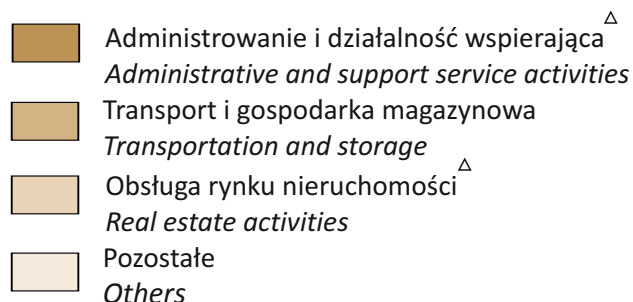 Administrowanie i działalność wspierająca△
Administrative and support service activities
Transport i gospodarka magazynowa
Transportation and storage
Obsługa rynku nieruchomości△
Real estate activities
Pozostałe
Others